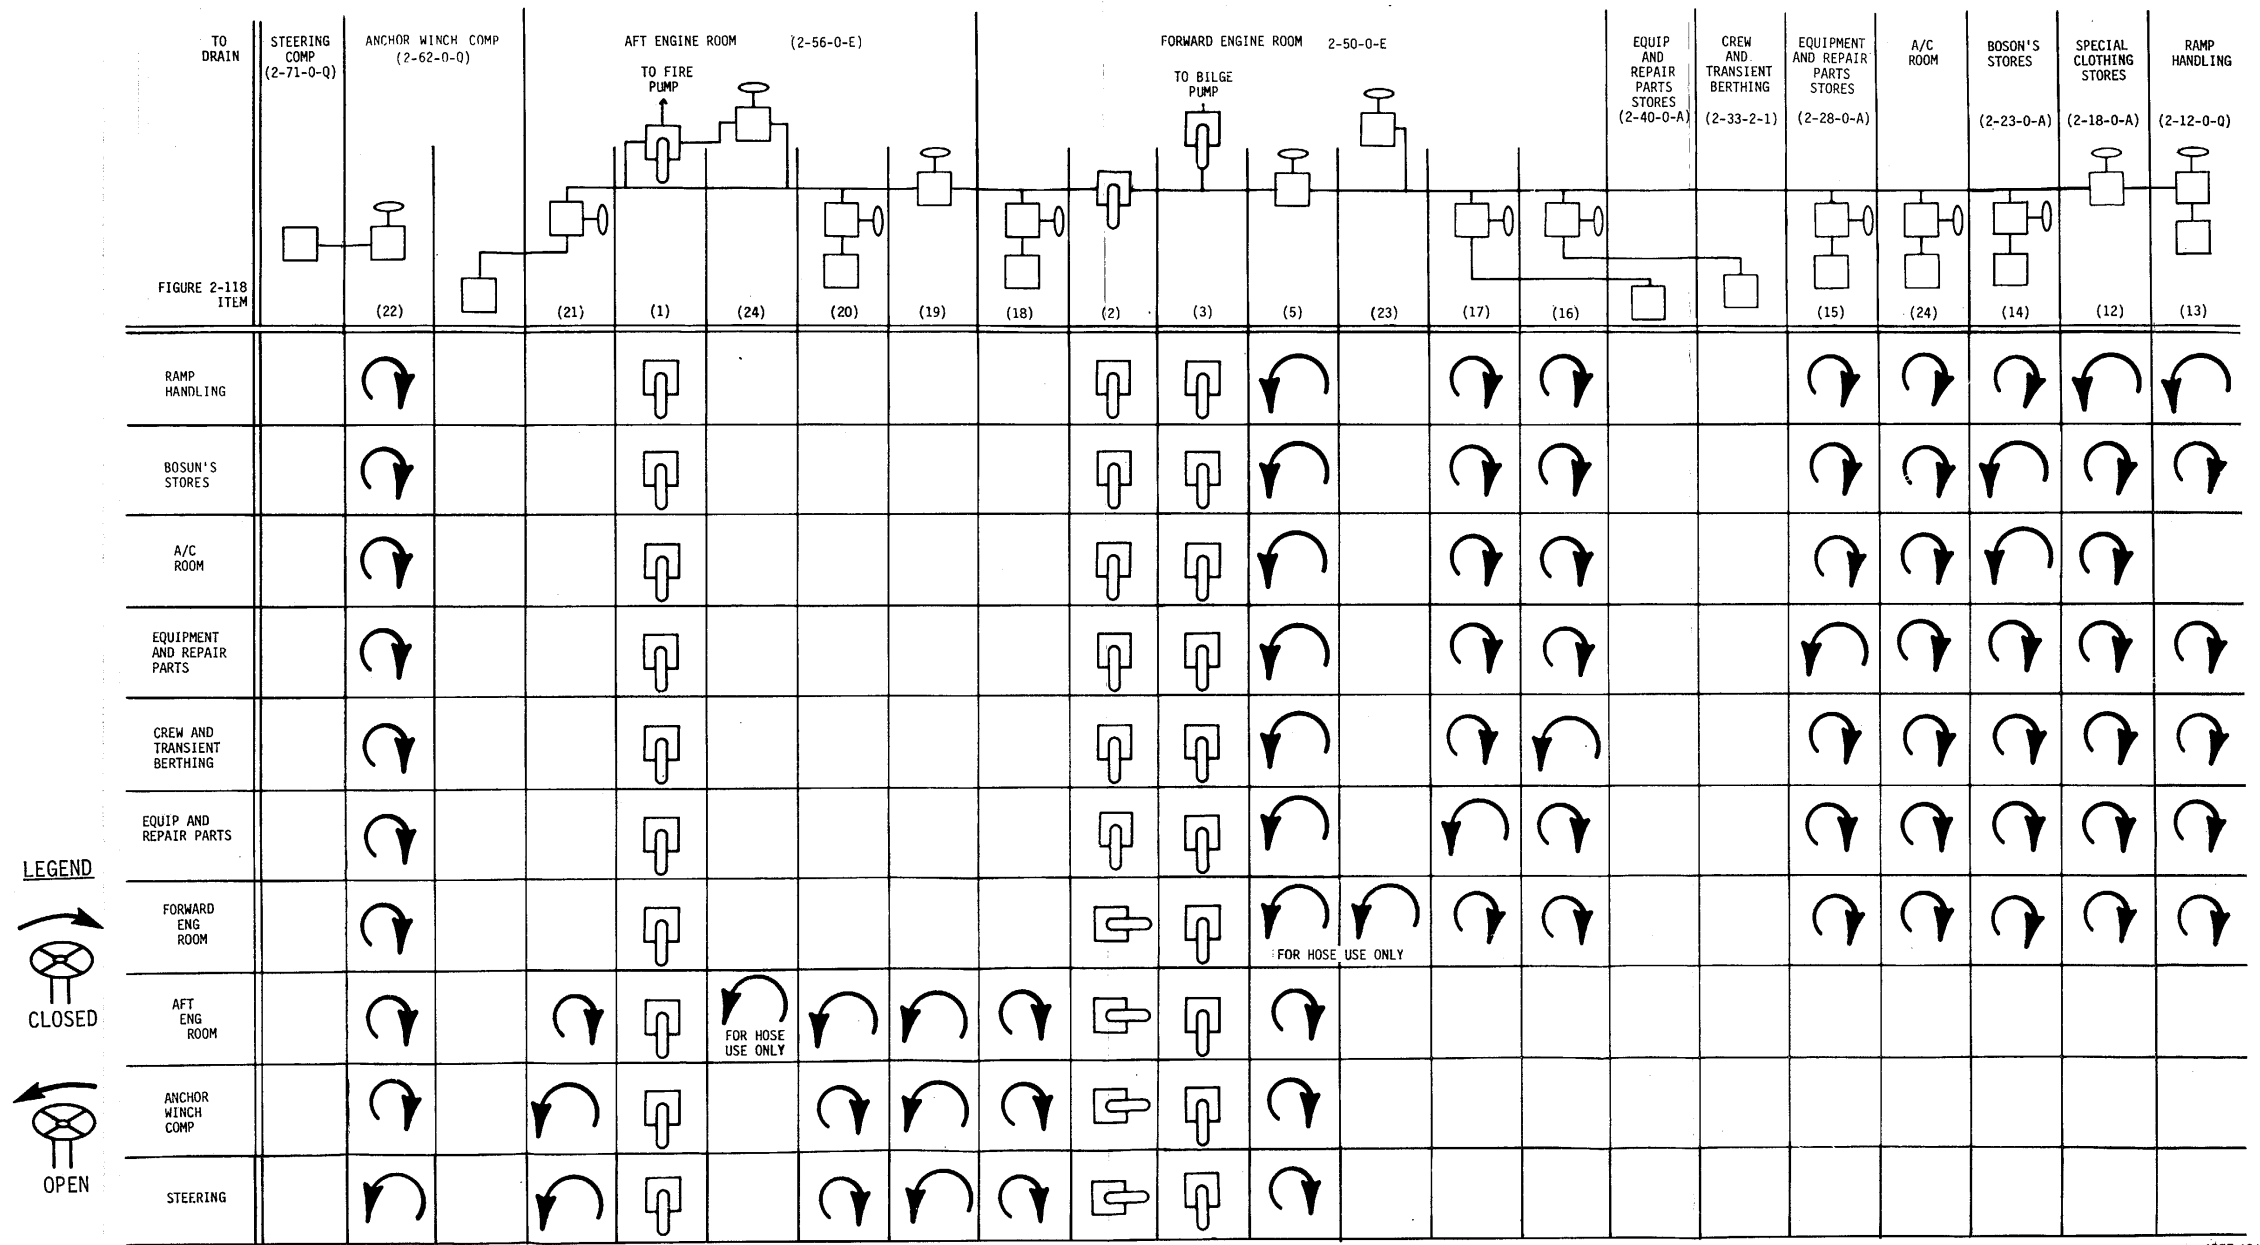 TO
DRAIN
FIGURE 2-118
ITEM
STEERING
COMP
(2-71-0-Q)
ANCHOR WINCH COMP
(2-62-0-Q)
AFT ENGINE ROOM (2-56-0-E)
TO FIRE
PUMP
FORWARD ENGINE ROOM 2-50-0-E
TO BILGE
PUMP
EQUIP
AND
REPAIR
PARTS
STORES
(2-40-0-A)
CREW
AND
TRANSIENT
BERTHING
(2-33-2-1)
EQUIPMENT
AND REPAIR
PARTS
STORES
(2-28-0-A)
A/C
ROOM
BOSON'S
STORES
(2-23-0-A)
SPECIAL
CLOTHING
STORES
(2-18-0-A)
RAMP
HANDLING
(2-12-0-Q)
(22) (21) (1) (24) (20) (19) (18) (2) (3) (5) (23) (17) (16) (15) (24) (14) (12) (13)
RAMP
HANDLING
BOSUN'S
STORES
A/C
ROOM
EQUIPMENT
AND REPAIR
PARTS
CREW AND
TRANSIENT
BERTHING
EQUIP AND
REPAIR PARTS
FORWARD
ENG
ROOM
FOR HOSE USE ONLY
AFT
ENG
ROOM
FOR HOSE
USE ONLY
ANCHOR
WINCH
COMP
STEERING
LEGEND
CLOSED
OPEN